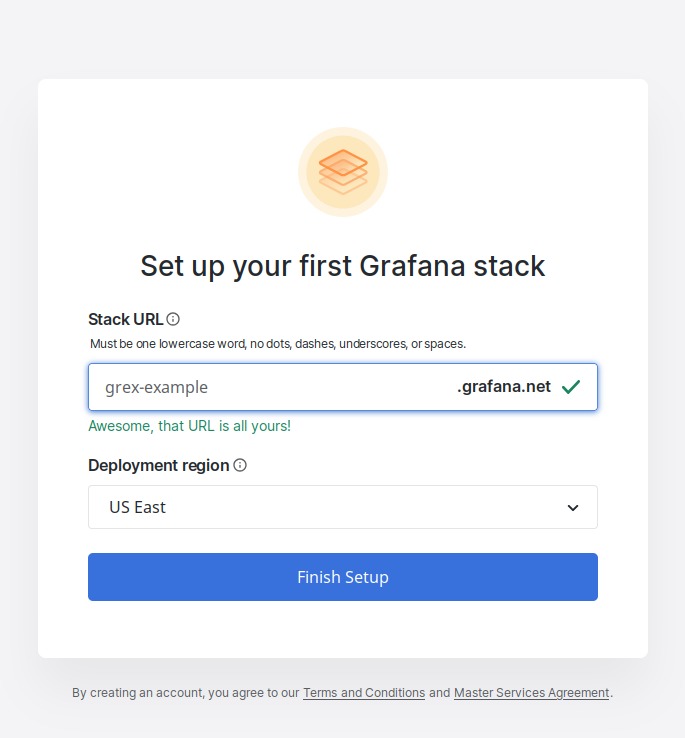 Set up your first Grafana stack
Stack URL
Must be one lowercase word, no dots, dashes, underscores, or spaces.
grex-example .grafana.net
Awesome, that URL is all yours!
Deployment region
US East
Finish Setup
By creating an account, you agree to our Terms and Conditions and Master Services Agreement.